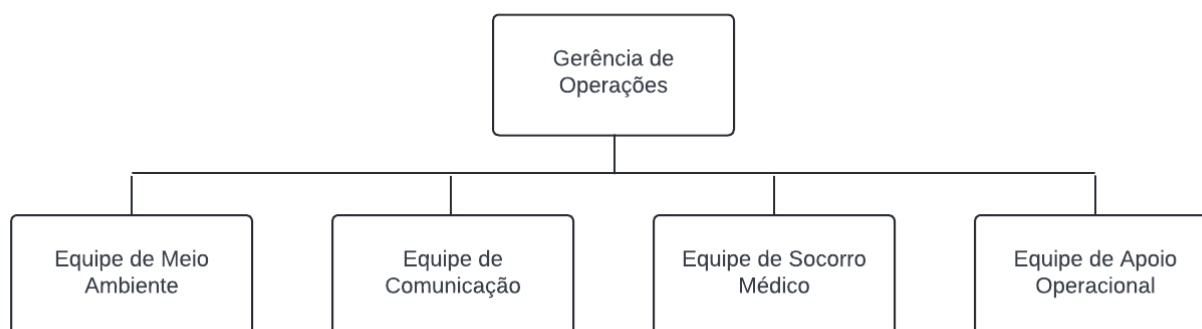 Gerência de
Operações
Equipe de Meio
Ambiente
Equipe de
Comunicação
Equipe de Socorro
Médico
Equipe de Apoio
Operacional